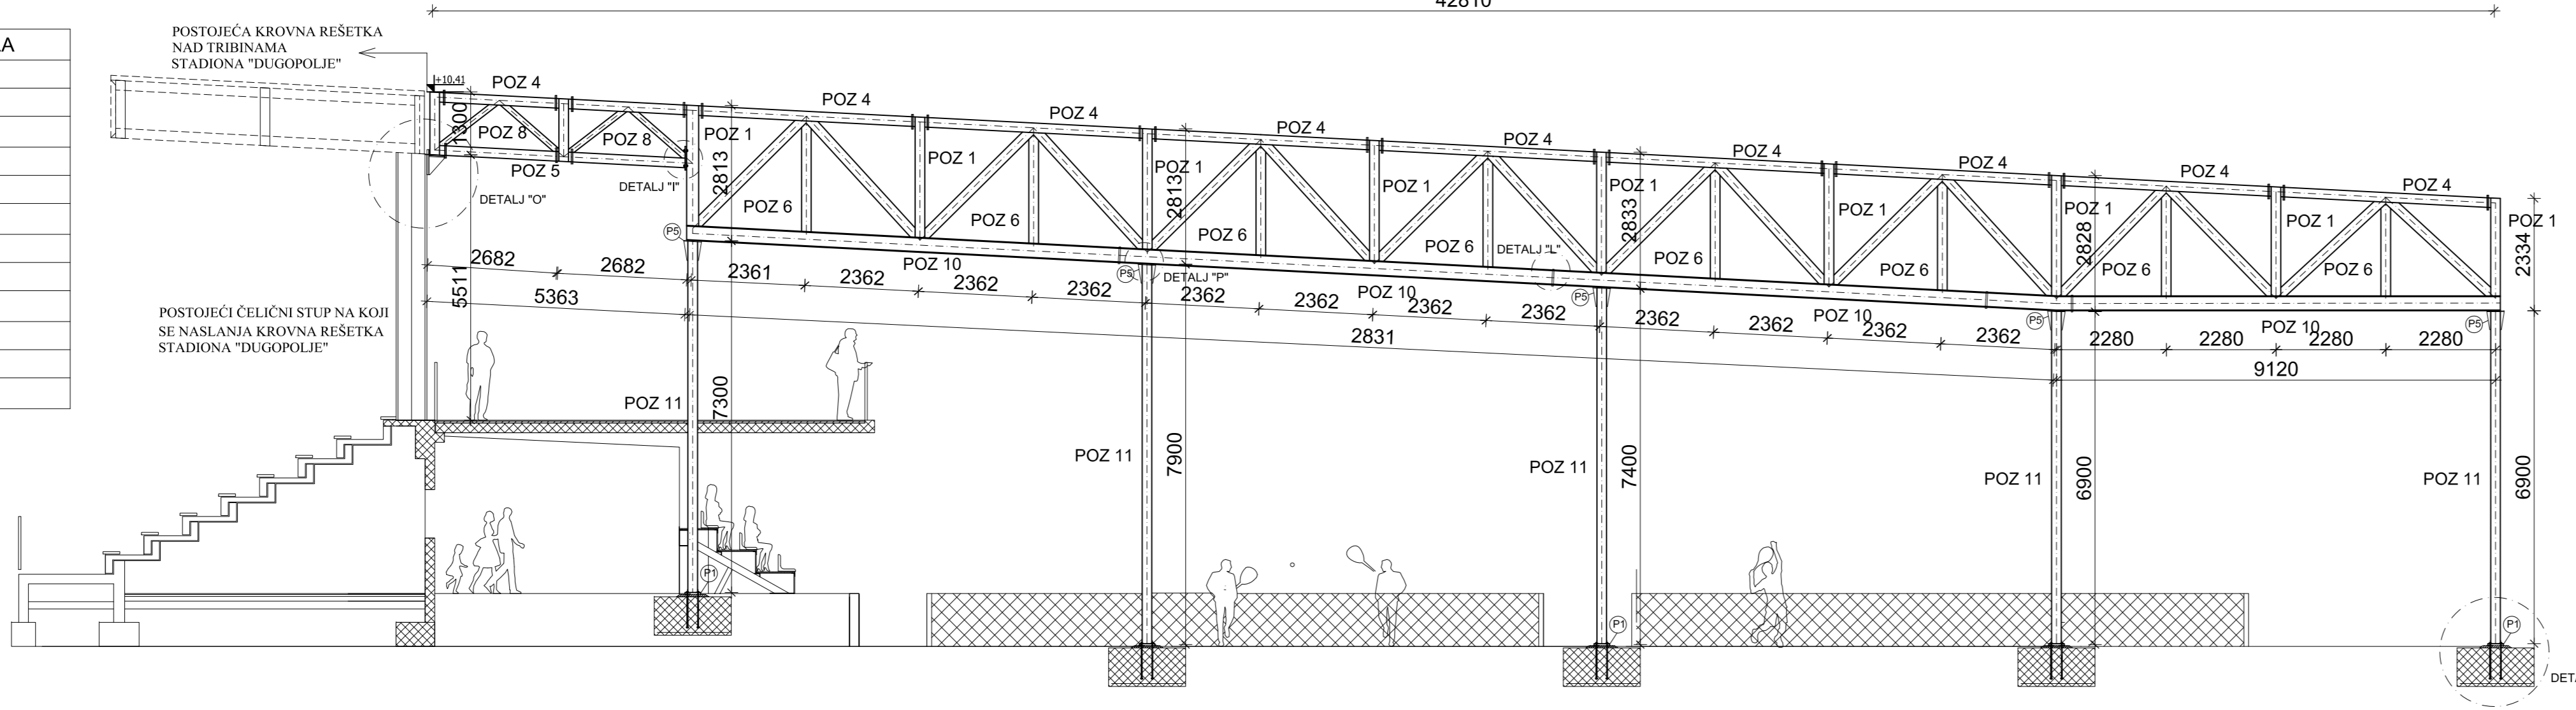 42810
LA
POSTOJEĆA KROVNA REŠETKA
NAD TRIBINAMA
STADIONA "DUGOPOLJE"
+10.41
POZ 4
POZ 4
POZ 4
POZ 4
POZ 4
POZ 4
POZ 4
POZ 4
POZ 4
1300
POZ 8
POZ 8
POZ 5
DETALJ "O"
DETALJ "I"
POZ 1
2813
POZ 1
POZ 1
2813
POZ 1
POZ 1
2833
POZ 1
POZ 1
2828
POZ 1
POZ 1
2334
POZ 6
POZ 6
POZ 6
POZ 6
POZ 6
POZ 6
POZ 6
POZ 6
P5
P5
P5
P5
P5
DETALJ "P"
DETALJ "L"
POZ 10
POZ 10
POZ 10
POZ 10
2682
2682
2361
2362
2362
2362
2362
2362
2362
2362
2362
2362
2362
2362
2280
2280
2280
2280
5511
5363
2831
9120
POSTOJEĆI ČELIČNI STUP NA KOJI
SE NASLANJA KROVNA REŠETKA
STADIONA "DUGOPOLJE"
POZ 11
7300
POZ 11
7900
POZ 11
7400
POZ 11
6900
POZ 11
6900
P1
P1
P1
DETA